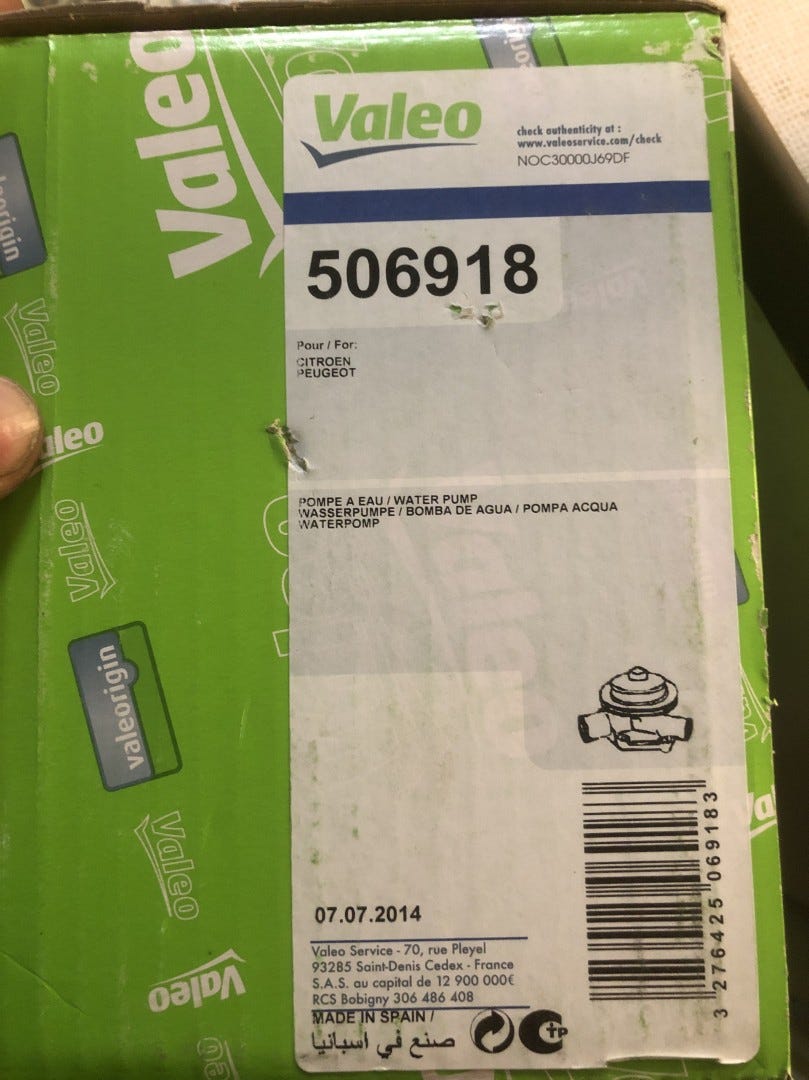 Valeo
check authenticity at :
www.valeoservice.com/check
NOC30000J69DF
506918
Pour / For:
CITROEN
PEUGEOT
POMPE A EAU / WATER PUMP
WASSERPUMPE / BOMBA DE AGUA / POMPA ACQUA
WATERPOMP
3 276425 069183
07.07.2014
Valeo Service - 70, rue Pleyel
93285 Saint-Denis Cedex - France
S.A.S. au capital de 12 900 000€
RCS Bobigny 306 486 408
MADE IN SPAIN /
صنع في اسبانيا
Valeo
Valeo
Valeo
valeorigin
Valeo
Valeo